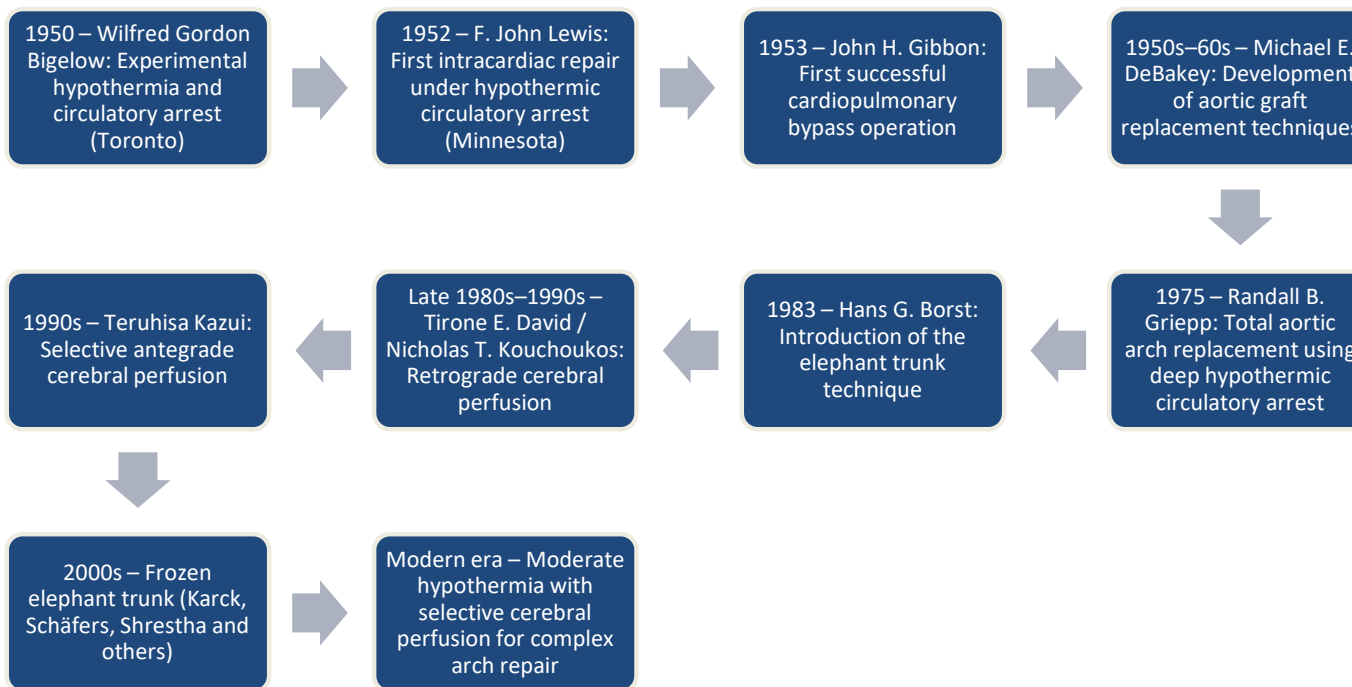 1950 – Wilfred Gordon
Bigelow: Experimental
hypothermia and
circulatory arrest
(Toronto)
1952 – F. John Lewis:
First intracardiac repair
under hypothermic
circulatory arrest
(Minnesota)
1953 – John H. Gibbon:
First successful
cardiopulmonary
bypass operation
1950s–60s – Michael E.
DeBakey: Development
of aortic graft
replacement techniques
1975 – Randall B.
Griepp: Total aortic
arch replacement using
deep hypothermic
circulatory arrest
1983 – Hans G. Borst:
Introduction of the
elephant trunk
technique
Late 1980s–1990s –
Tirone E. David /
Nicholas T. Kouchoukos:
Retrograde cerebral
perfusion
1990s – Teruhisa Kazui:
Selective antegrade
cerebral perfusion
2000s – Frozen
elephant trunk (Karck,
Schäfers, Shrestha and
others)
Modern era – Moderate
hypothermia with
selective cerebral
perfusion for complex
arch repair